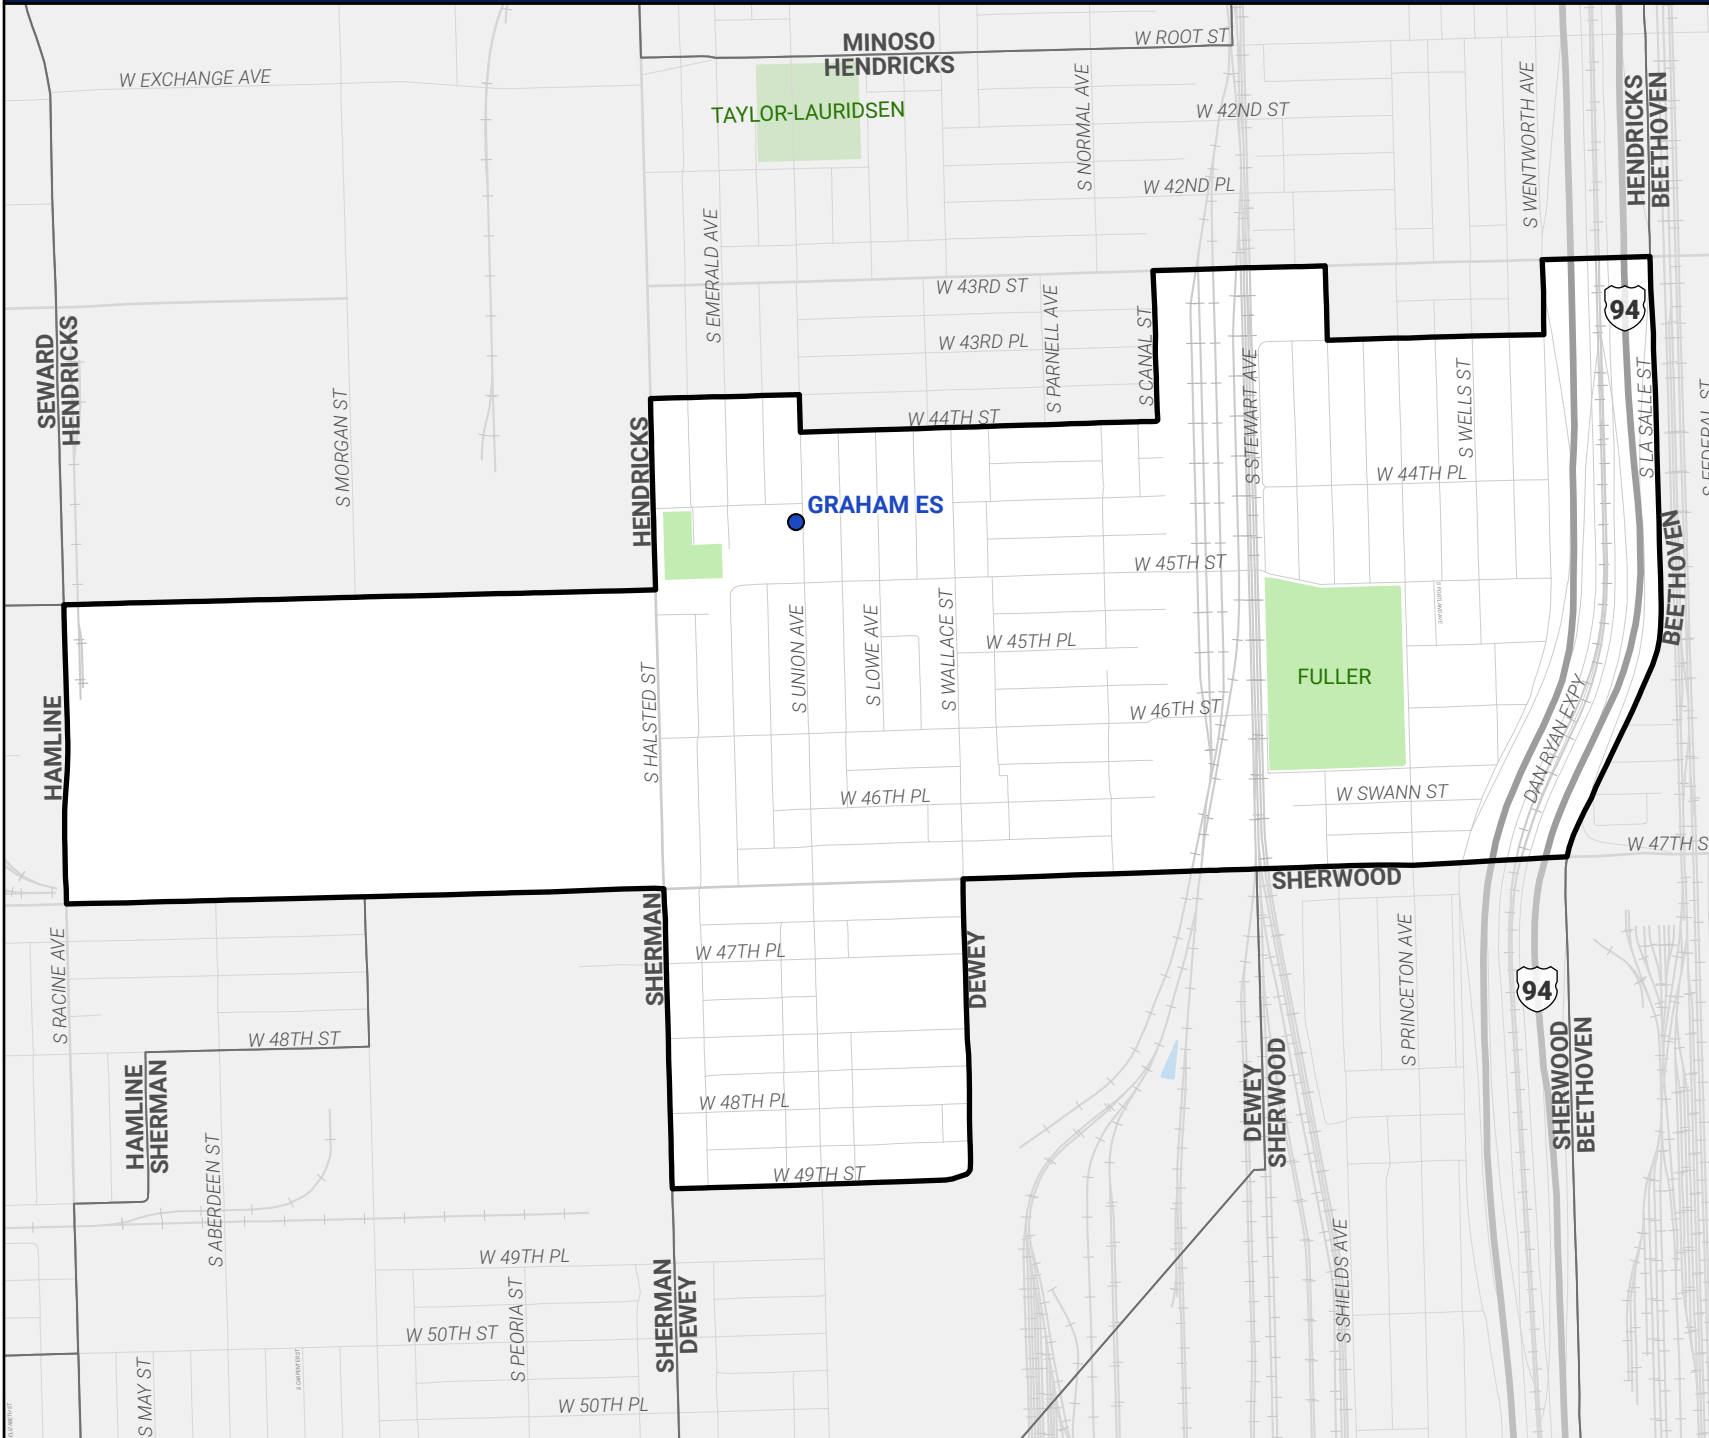 MINOSO
HENDRICKS
W ROOT ST
W EXCHANGE AVE
TAYLOR-LAURIDSEN
S NORMAL AVE
W 42ND ST
S WENTWORTH AVE
HENDRICKS
BEETHOVEN
W 42ND PL
S EMERALD AVE
W 43RD ST
S PARNELL AVE
S CANAL ST
94
W 43RD PL
SEWARD
HENDRICKS
S MORGAN ST
HENDRICKS
W 44TH ST
S STEWART AVE
S WELLS ST
S LA SALLE ST
S FEDERAL ST
W 44TH PL
GRAHAM ES
W 45TH ST
BEETHOVEN
S UNION AVE
S LOWE AVE
S WALLACE ST
W 45TH PL
FULLER
HAMLINE
S HALSTED ST
W 46TH ST
DAN RYAN EXPY
W 46TH PL
W SWANN ST
W 47TH S
SHERWOOD
SHERMAN
DEWEY
W 47TH PL
S RACINE AVE
S PRINCETON AVE
94
W 48TH ST
HAMLINE
SHERMAN
W 48TH PL
DEWEY
SHERWOOD
SHERWOOD
BEETHOVEN
S ABERDEEN ST
W 49TH ST
W 49TH PL
SHERMAN
DEWEY
S PEORIA ST
S SHIELDS AVE
W 50TH ST
S MAY ST
S CARPENTER ST
W 50TH PL